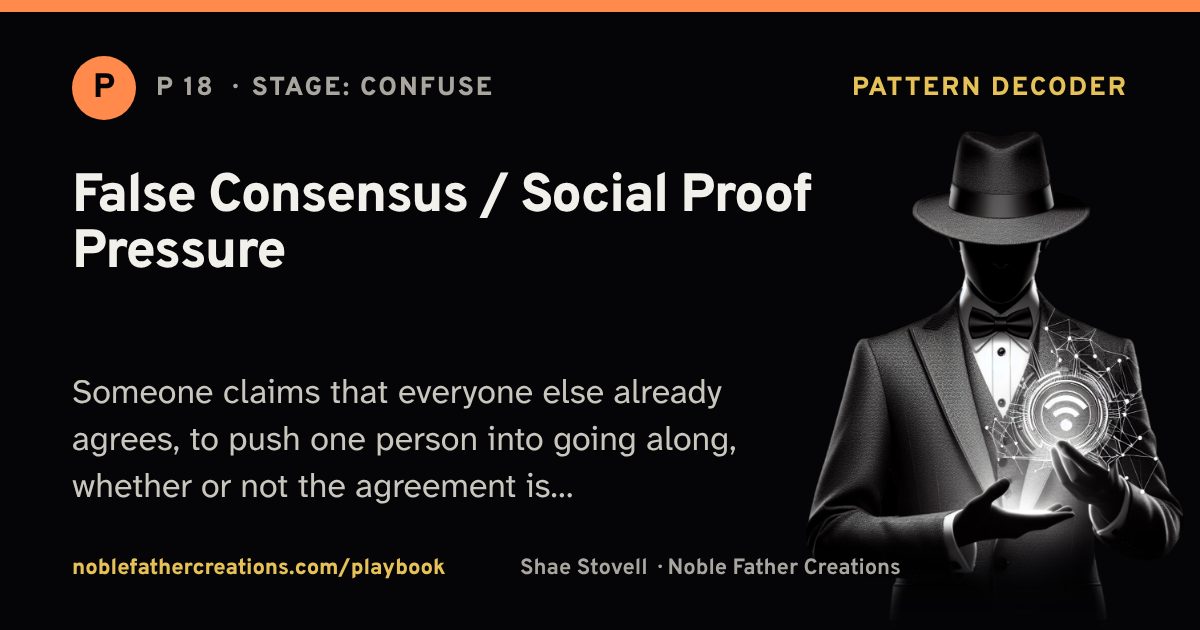 P
P 18 · STAGE: CONFUSE
PATTERN DECODER
False Consensus / Social Proof
Pressure
Someone claims that everyone else already
agrees, to push one person into going along,
whether or not the agreement is...
noblefathercreations.com/playbook
Shae Stovell · Noble Father Creations